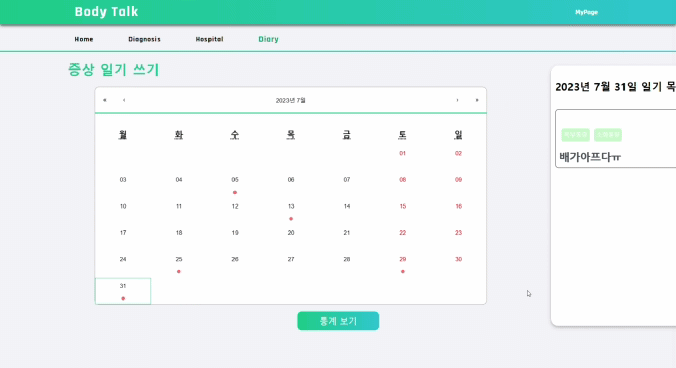 Body Talk
MyPage
Home Diagnosis Hospital Diary
증상 일기 쓰기
« ‹ 2023년 7월 › »
월 화 수 목 금 토 일
01 02
03 04 05 06 07 08 09
10 11 12 13 14 15 16
17 18 19 20 21 22 23
24 25 26 27 28 29 30
31
통계 보기
2023년 7월 31일 일기 목
배가아프다ㅠ